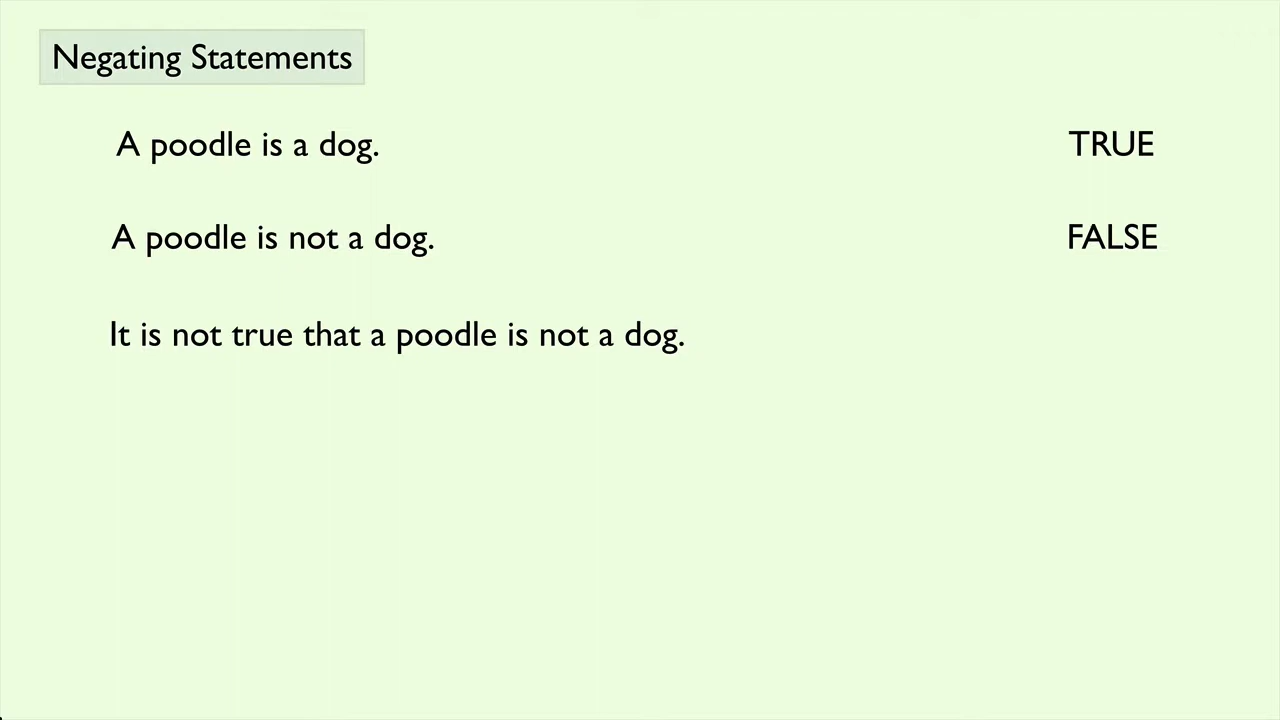 Negating Statements
A poodle is a dog. TRUE
A poodle is not a dog. FALSE
It is not true that a poodle is not a dog.